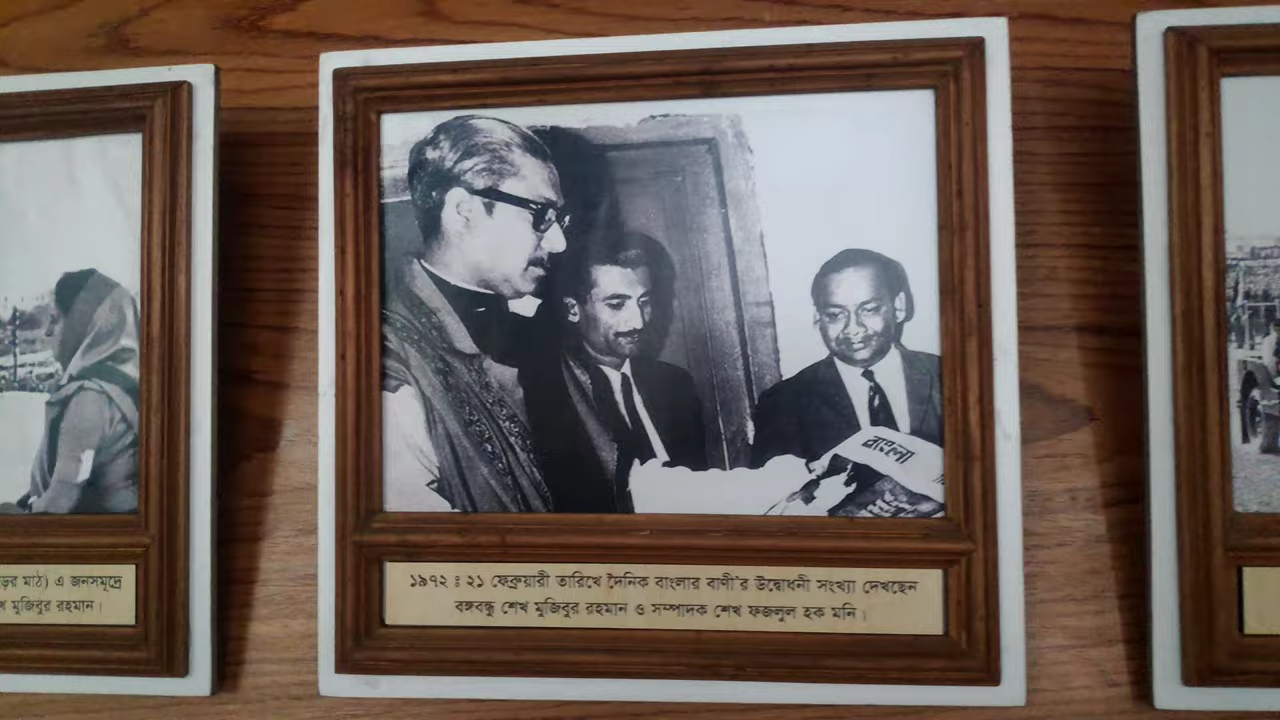 বাংলা
১৯৭২ ঃ ২১ ফেব্রুয়ারী তারিখে দৈনিক বাংলার বাণী'র উদ্বোধনী সংখ্যা দেখছেন
বঙ্গবন্ধু শেখ মুজিবুর রহমান ও সম্পাদক শেখ ফজলুল হক মনি।
মাঠ) এ জনসমূদ্রে
মুজিবুর রহমান।